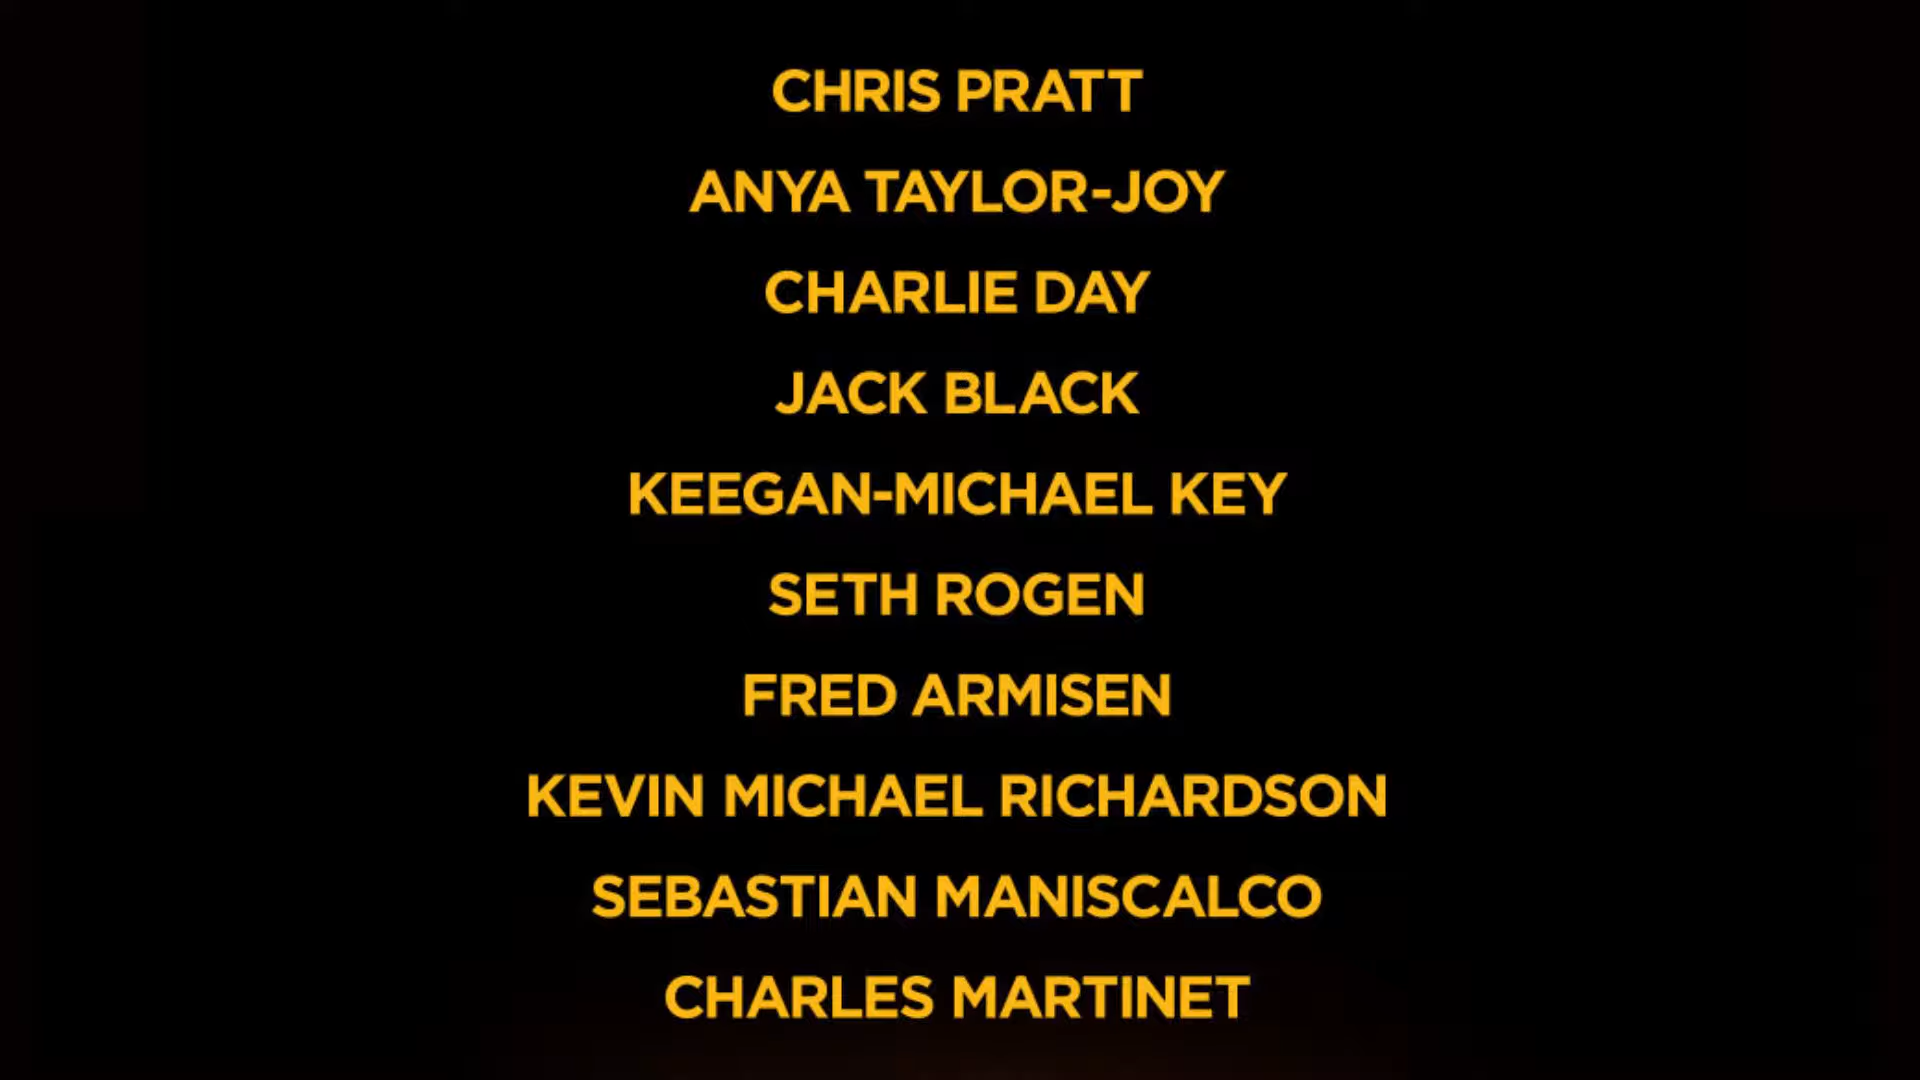 CHRIS PRATT
ANYA TAYLOR-JOY
CHARLIE DAY
JACK BLACK
KEEGAN-MICHAEL KEY
SETH ROGEN
FRED ARMISEN
KEVIN MICHAEL RICHARDSON
SEBASTIAN MANISCALCO
CHARLES MARTINET